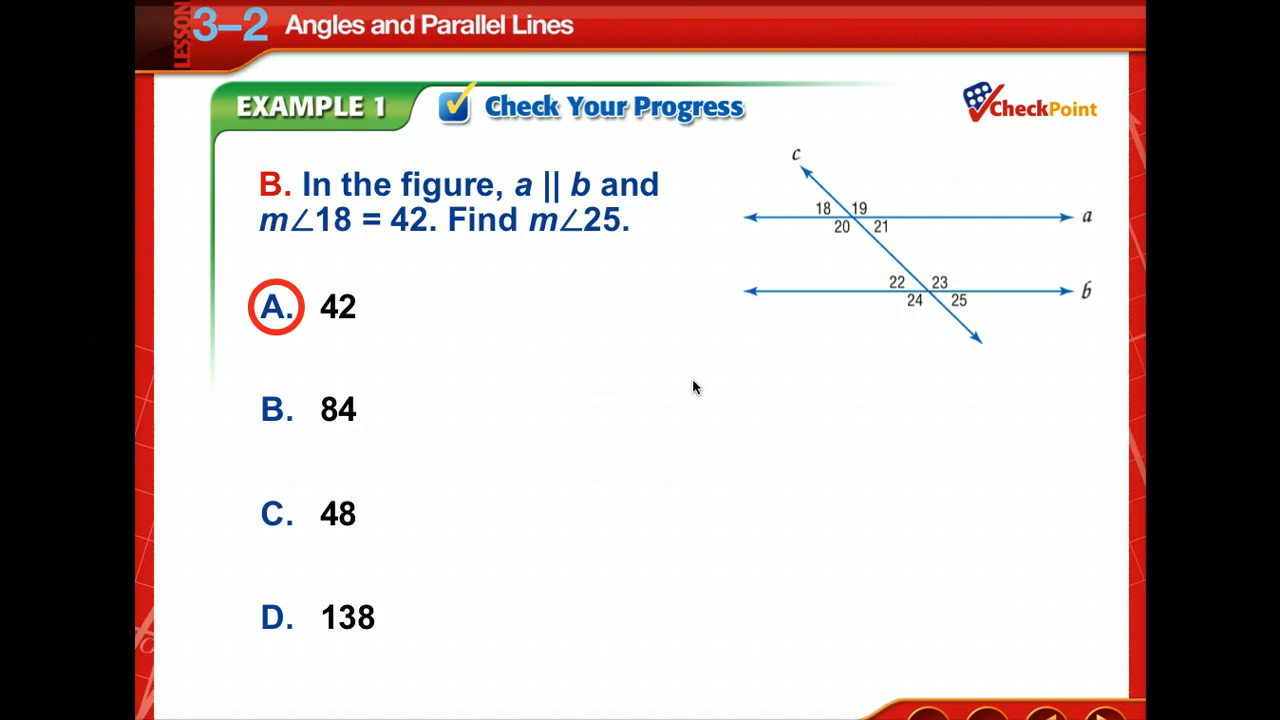 LESSON 3–2 Angles and Parallel Lines
EXAMPLE 1 Check Your Progress CheckPoint
B. In the figure, a || b and
m∠18 = 42. Find m∠25.
c
18 19
a
20 21
22 23
b
24 25
A. 42
B. 84
C. 48
D. 138